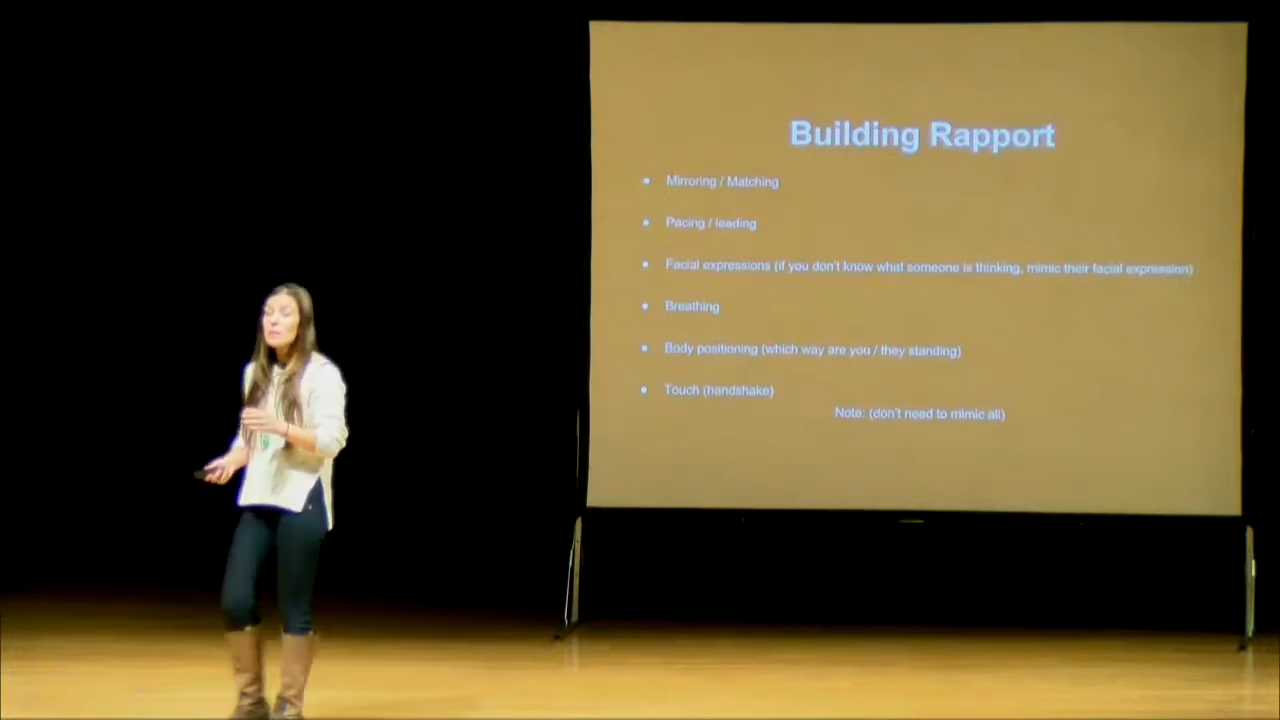 Building Rapport
Mirroring / Matching
Pacing / leading
Facial expressions (if you don't know what someone is thinking, mimic their facial expression)
Breathing
Body positioning (which way are you / they standing)
Touch (handshake)
Note: (don't need to mimic all)